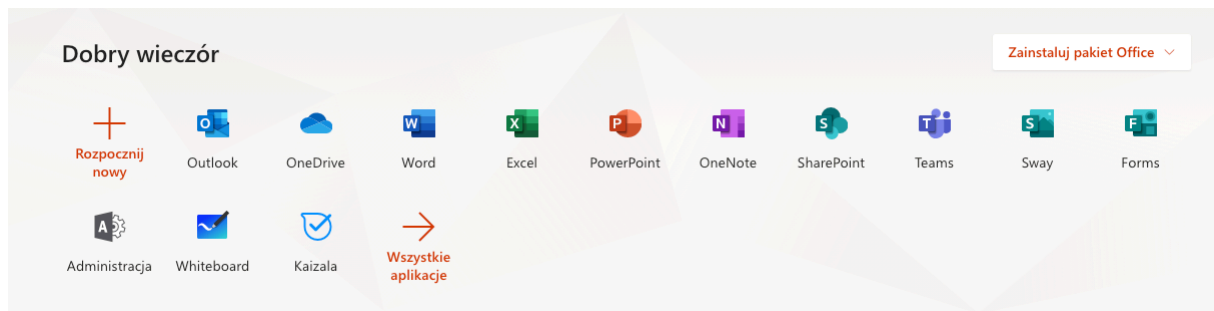 Dobry wieczór
Zainstaluj pakiet Office
Rozpocznij
nowy
Outlook
OneDrive
Word
Excel
PowerPoint
OneNote
SharePoint
Teams
Sway
Forms
Administracja
Whiteboard
Kaizala
Wszystkie
aplikacje